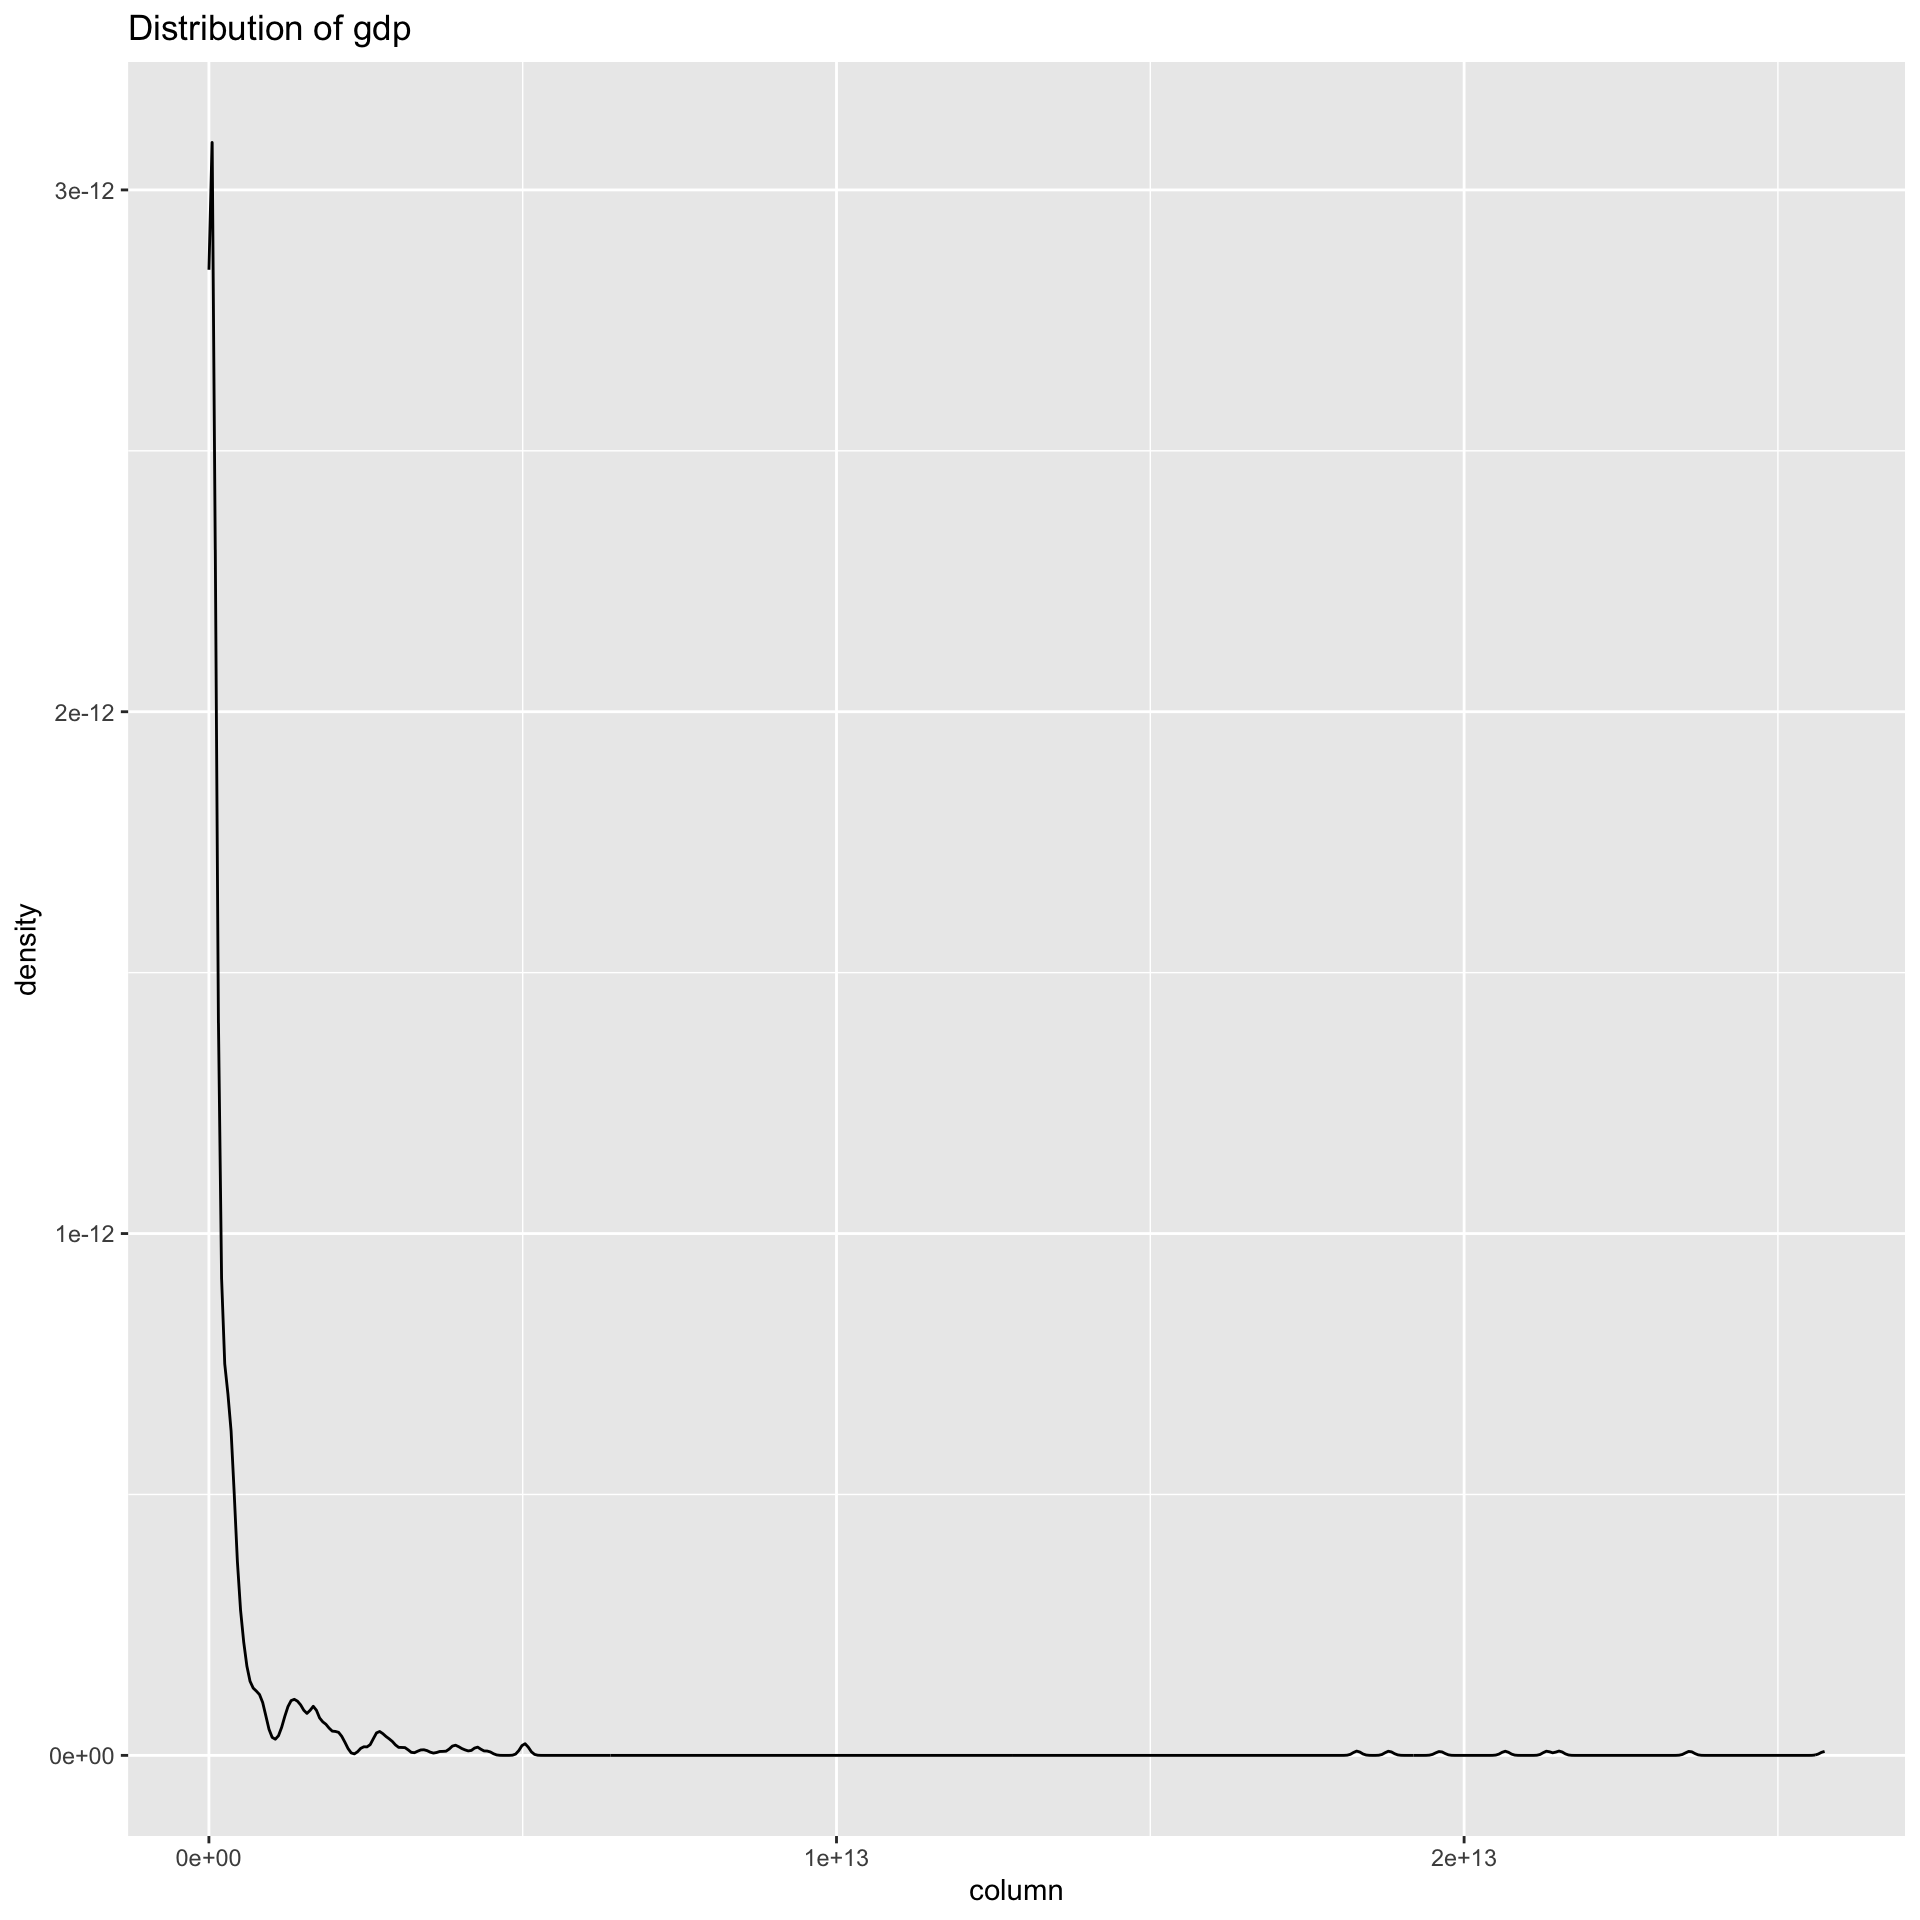 Distribution of gdp
3e-12
2e-12
1e-12
0e+00
density
0e+00
1e+13
2e+13
column